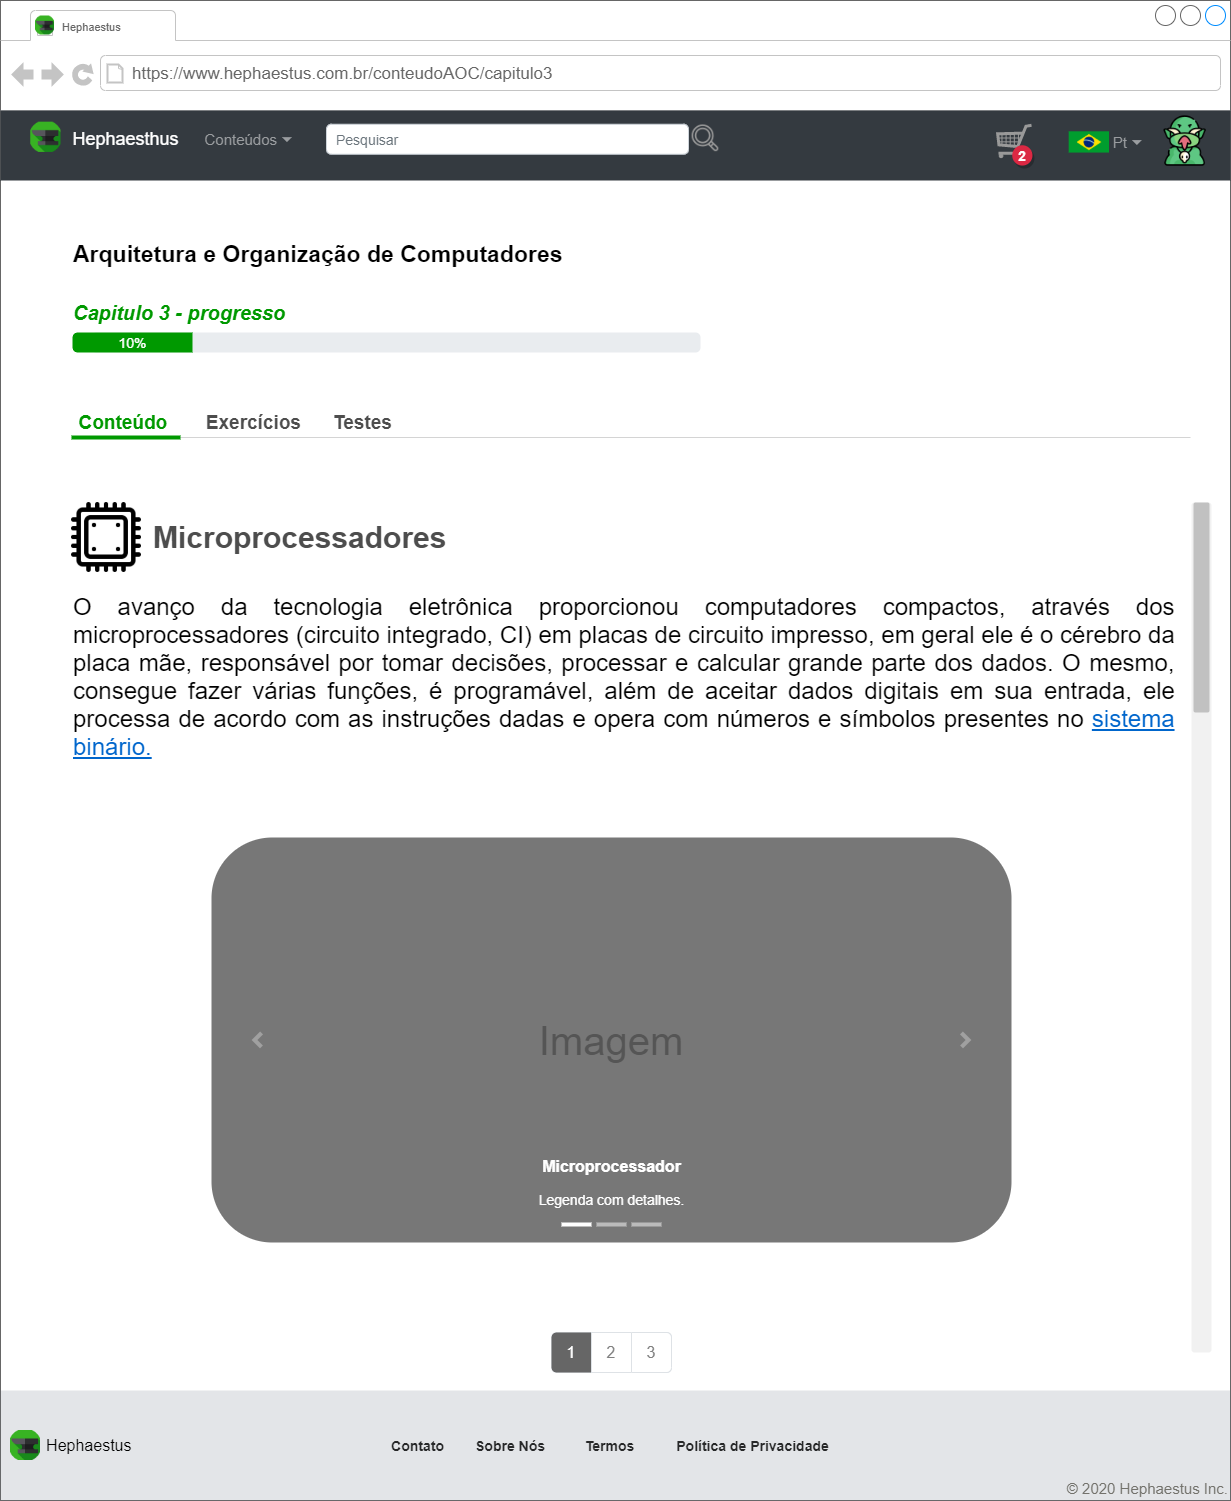 Hephaestus
https://www.hephaestus.com.br/conteudoAOC/capitulo3
Hephaesthus Conteúdos Pesquisar 2 Pt
Arquitetura e Organização de Computadores
Capitulo 3 - progresso
10%
Conteúdo Exercícios Testes
Microprocessadores
O avanço da tecnologia eletrônica proporcionou computadores compactos, através dos
microprocessadores (circuito integrado, CI) em placas de circuito impresso, em geral ele é o cérebro da
placa mãe, responsável por tomar decisões, processar e calcular grande parte dos dados. O mesmo,
consegue fazer várias funções, é programável, além de aceitar dados digitais em sua entrada, ele
processa de acordo com as instruções dadas e opera com números e símbolos presentes no sistema
binário.
Imagem
Microprocessador
Legenda com detalhes.
1 2 3
Hephaestus Contato Sobre Nós Termos Política de Privacidade
© 2020 Hephaestus Inc.